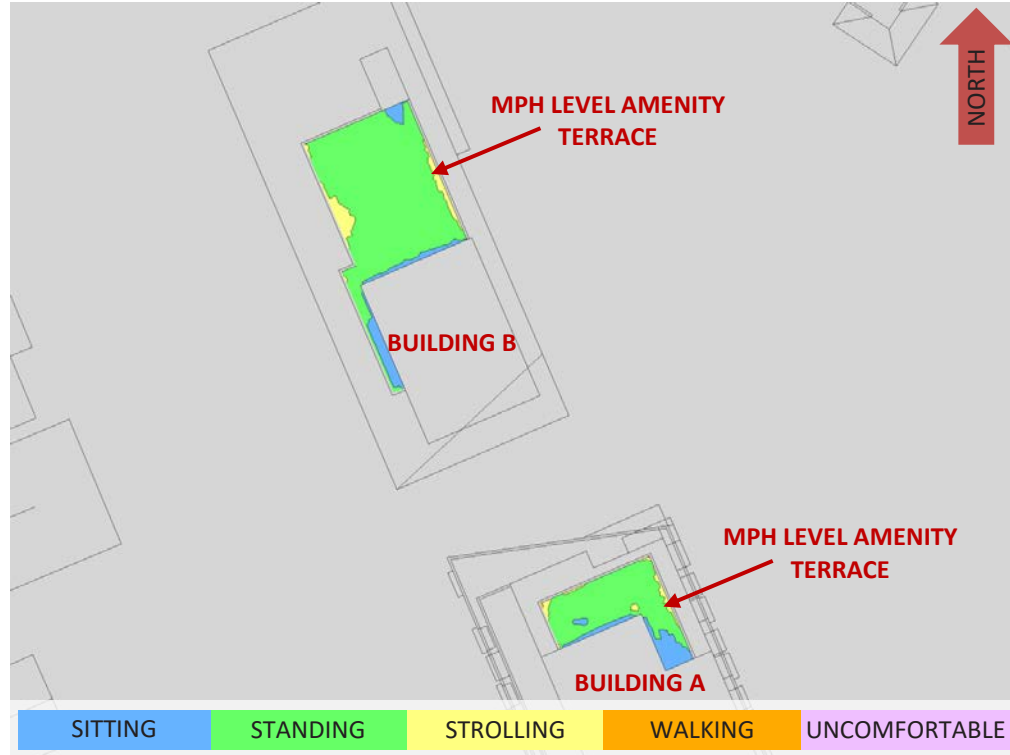 NORTH
MPH LEVEL AMENITY
TERRACE
BUILDING B
MPH LEVEL AMENITY
TERRACE
BUILDING A
SITTING STANDING STROLLING WALKING UNCOMFORTABLE